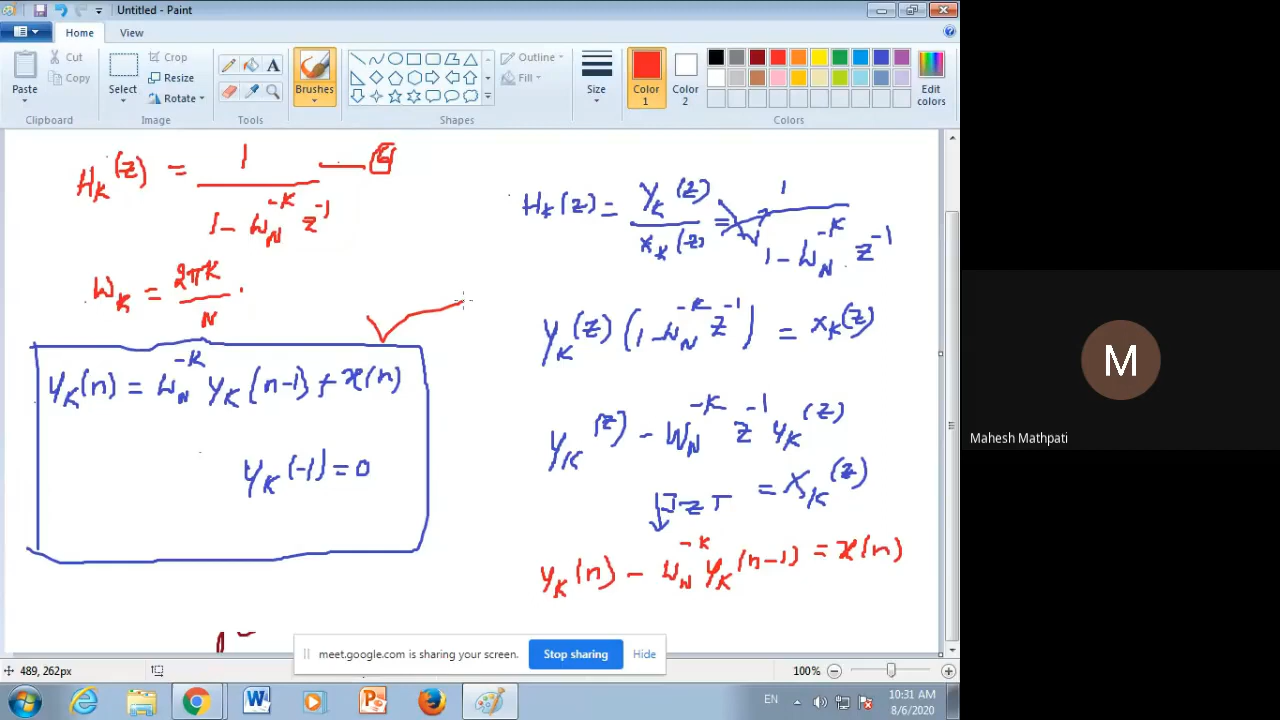 Untitled - Paint
Home
View
Paste
Cut
Copy
Clipboard
Select
Crop
Resize
Rotate
Image
Tools
Brushes
Shapes
Outline
Fill
Size
Color 1
Color 2
Edit colors
Colors
H_K(z) = 1 / (1 - W_N^{-K} z^{-1}) — 6
W_K = 2πK / N
y_K(n) = W_N^{-K} y_K(n-1) + x(n)
y_K(-1) = 0
H_K(z) = Y_K(z) / X_K(z) = 1 / (1 - W_N^{-K} z^{-1})
Y_K(z) (1 - W_N^{-K} z^{-1}) = X_K(z)
Y_K(z) - W_N^{-K} z^{-1} Y_K(z)
= X_K(z)
↓ IZT
y_K(n) - W_N^{-K} y_K(n-1) = x(n)
M
Mahesh Mathpati
meet.google.com is sharing your screen.
Stop sharing
Hide
489, 262px
100%
EN
10:31 AM
8/6/2020